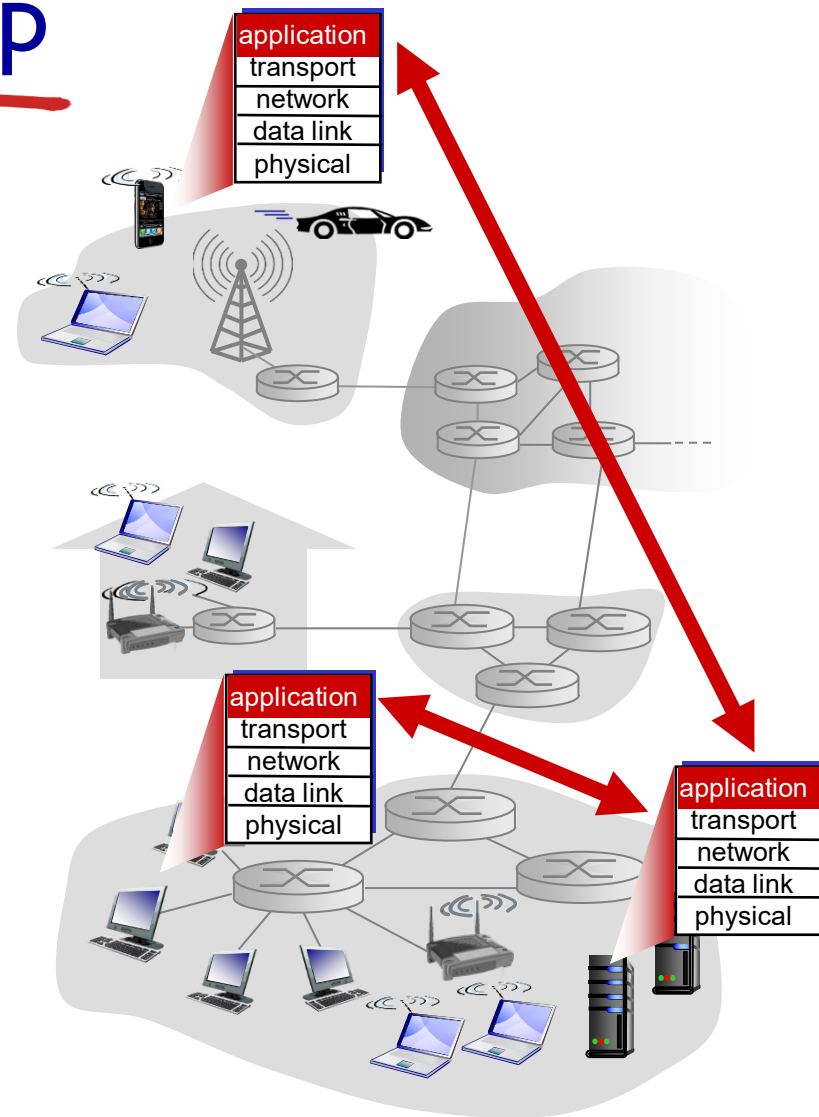 p
application
transport
network
data link
physical
application
transport
network
data link
physical
application
transport
network
data link
physical